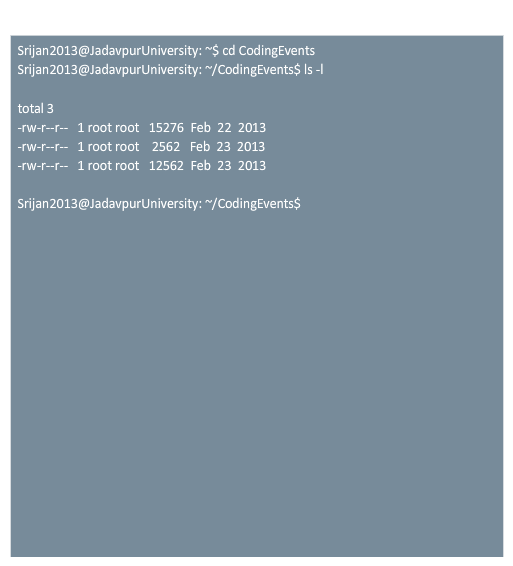 Srijan2013@JadavpurUniversity: ~$ cd CodingEvents
Srijan2013@JadavpurUniversity: ~/CodingEvents$ ls -l
total 3
-rw-r--r-- 1 root root 15276 Feb 22 2013
-rw-r--r-- 1 root root 2562 Feb 23 2013
-rw-r--r-- 1 root root 12562 Feb 23 2013
Srijan2013@JadavpurUniversity: ~/CodingEvents$